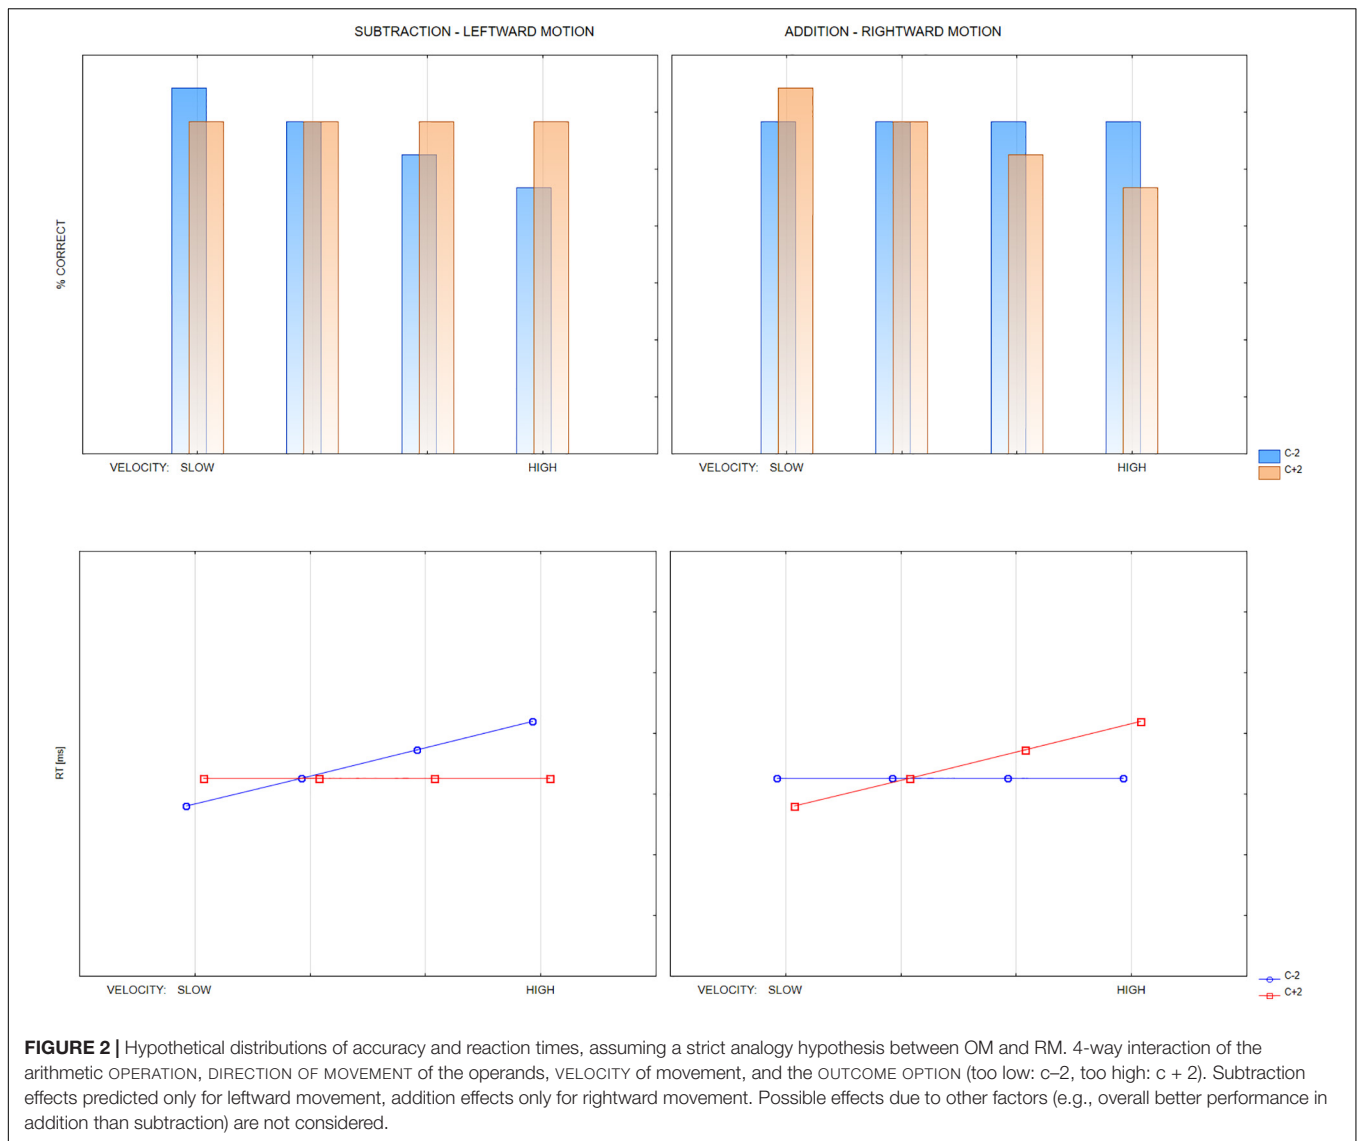 SUBTRACTION - LEFTWARD MOTION
ADDITION - RIGHTWARD MOTION
% CORRECT
VELOCITY: SLOW HIGH
VELOCITY: SLOW HIGH
C-2
C+2
RT [ms]
VELOCITY: SLOW HIGH
VELOCITY: SLOW HIGH
C-2
C+2
FIGURE 2 | Hypothetical distributions of accuracy and reaction times, assuming a strict analogy hypothesis between OM and RM. 4-way interaction of the
arithmetic OPERATION, DIRECTION OF MOVEMENT of the operands, VELOCITY of movement, and the OUTCOME OPTION (too low: c–2, too high: c + 2). Subtraction
effects predicted only for leftward movement, addition effects only for rightward movement. Possible effects due to other factors (e.g., overall better performance in
addition than subtraction) are not considered.